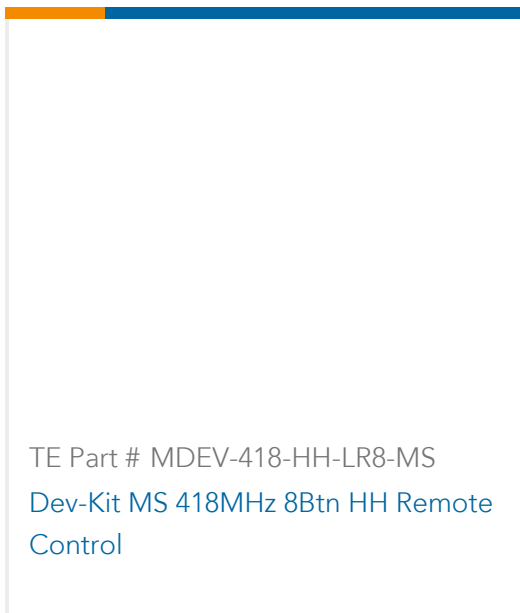 TE Part # MDEV-418-HH-LR8-MS
Dev-Kit MS 418MHz 8Btn HH Remote
Control